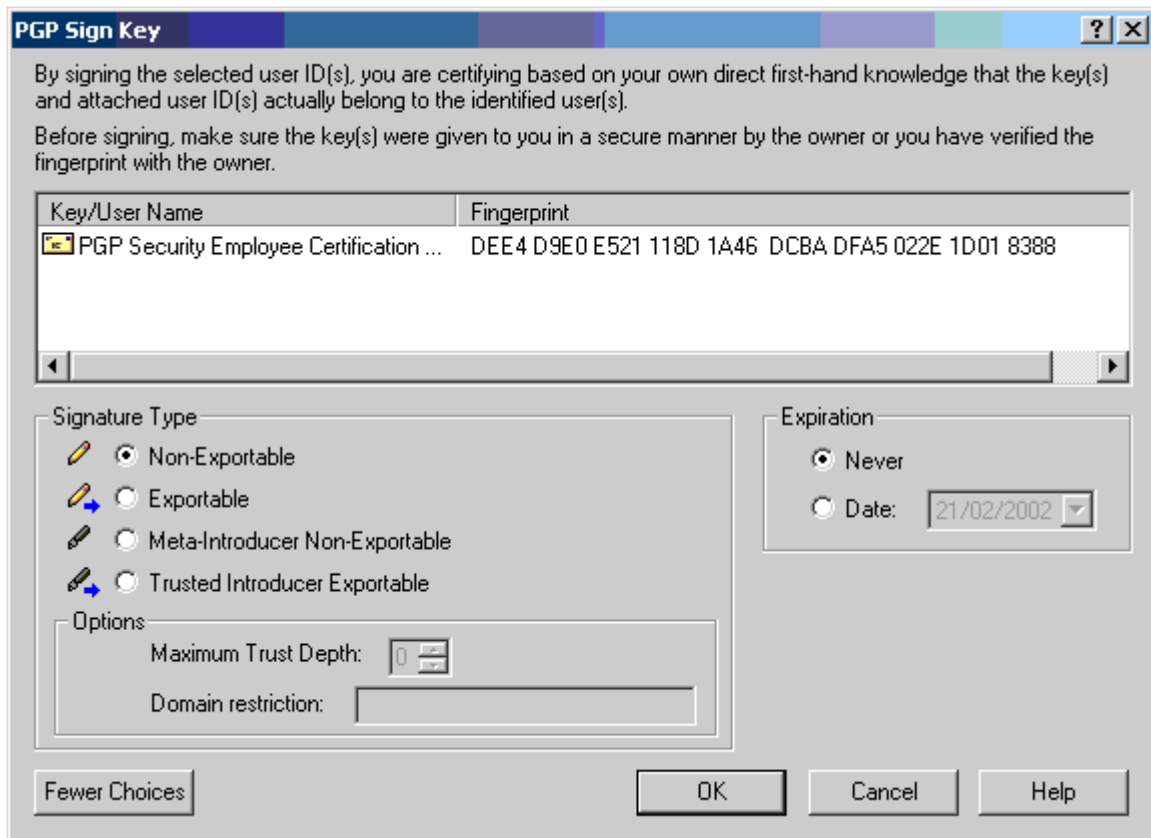 PGP Sign Key
By signing the selected user ID(s), you are certifying based on your own direct first-hand knowledge that the key(s)
and attached user ID(s) actually belong to the identified user(s).
Before signing, make sure the key(s) were given to you in a secure manner by the owner or you have verified the
fingerprint with the owner.
Key/User Name Fingerprint
PGP Security Employee Certification ... DEE4 D9E0 E521 118D 1A46 DCBA DFA5 022E 1D01 8388
Signature Type
Non-Exportable
Exportable
Meta-Introducer Non-Exportable
Trusted Introducer Exportable
Options
Maximum Trust Depth: 0
Domain restriction:
Expiration
Never
Date: 21/02/2002
Fewer Choices OK Cancel Help